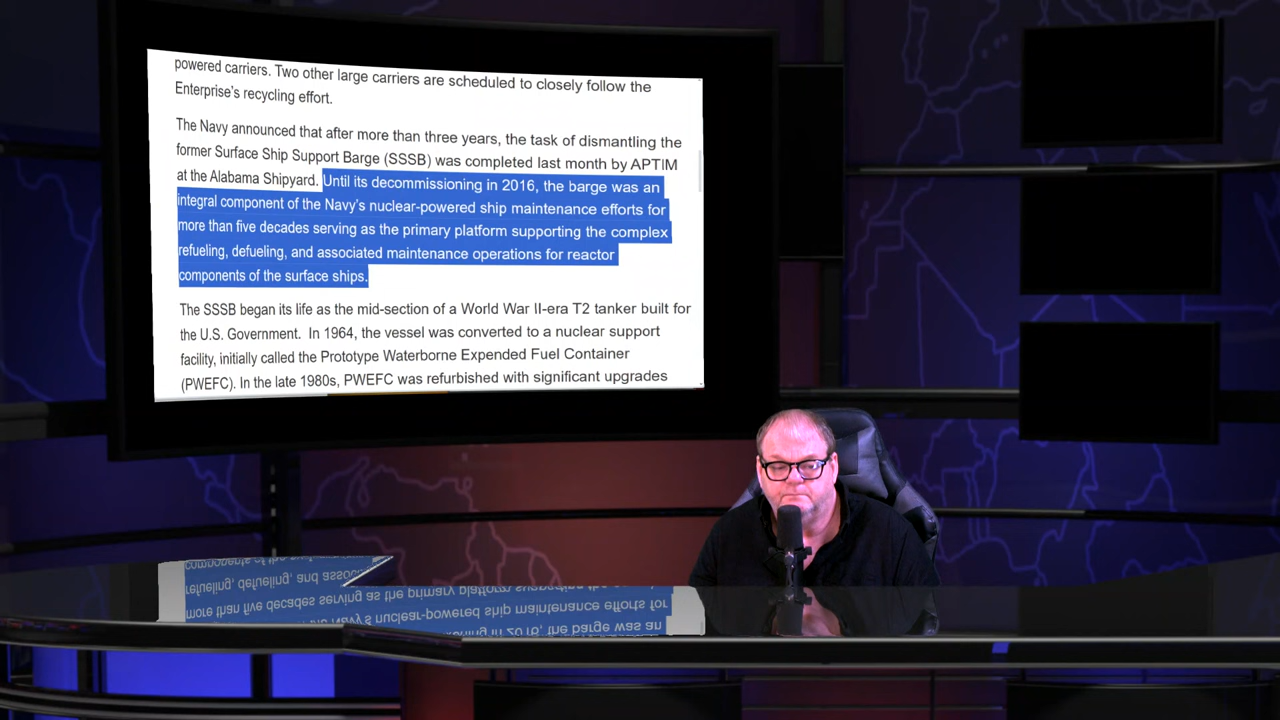 powered carriers. Two other large carriers are scheduled to closely follow the
Enterprise's recycling effort.
The Navy announced that after more than three years, the task of dismantling the
former Surface Ship Support Barge (SSSB) was completed last month by APTIM
at the Alabama Shipyard. Until its decommissioning in 2016, the barge was an
integral component of the Navy's nuclear-powered ship maintenance efforts for
more than five decades serving as the primary platform supporting the complex
refueling, defueling, and associated maintenance operations for reactor
components of the surface ships.
The SSSB began its life as the mid-section of a World War II-era T2 tanker built for
the U.S. Government. In 1964, the vessel was converted to a nuclear support
facility, initially called the Prototype Waterborne Expended Fuel Container
(PWEFC). In the late 1980s, PWEFC was refurbished with significant upgrades